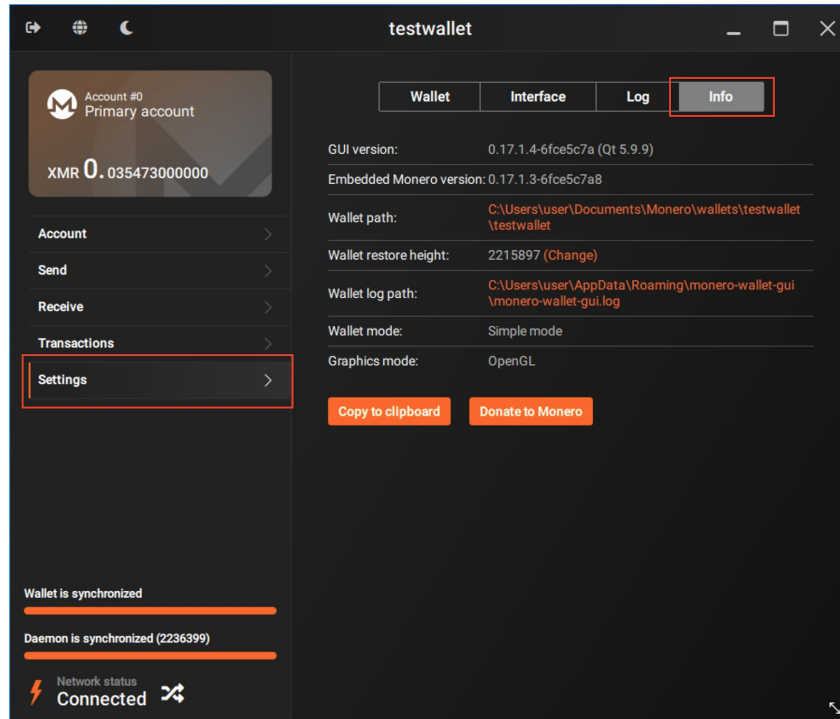 testwallet
Account #0
Primary account
XMR 0.035473000000
Account
Send
Receive
Transactions
Settings
Wallet is synchronized
Daemon is synchronized (2236399)
Network status
Connected
Wallet Interface Log Info
GUI version: 0.17.1.4-6fce5c7a (Qt 5.9.9)
Embedded Monero version: 0.17.1.3-6fce5c7a8
Wallet path: C:\Users\user\Documents\Monero\wallets\testwallet
\testwallet
Wallet restore height: 2215897 (Change)
Wallet log path: C:\Users\user\AppData\Roaming\monero-wallet-gui
\monero-wallet-gui.log
Wallet mode: Simple mode
Graphics mode: OpenGL
Copy to clipboard Donate to Monero